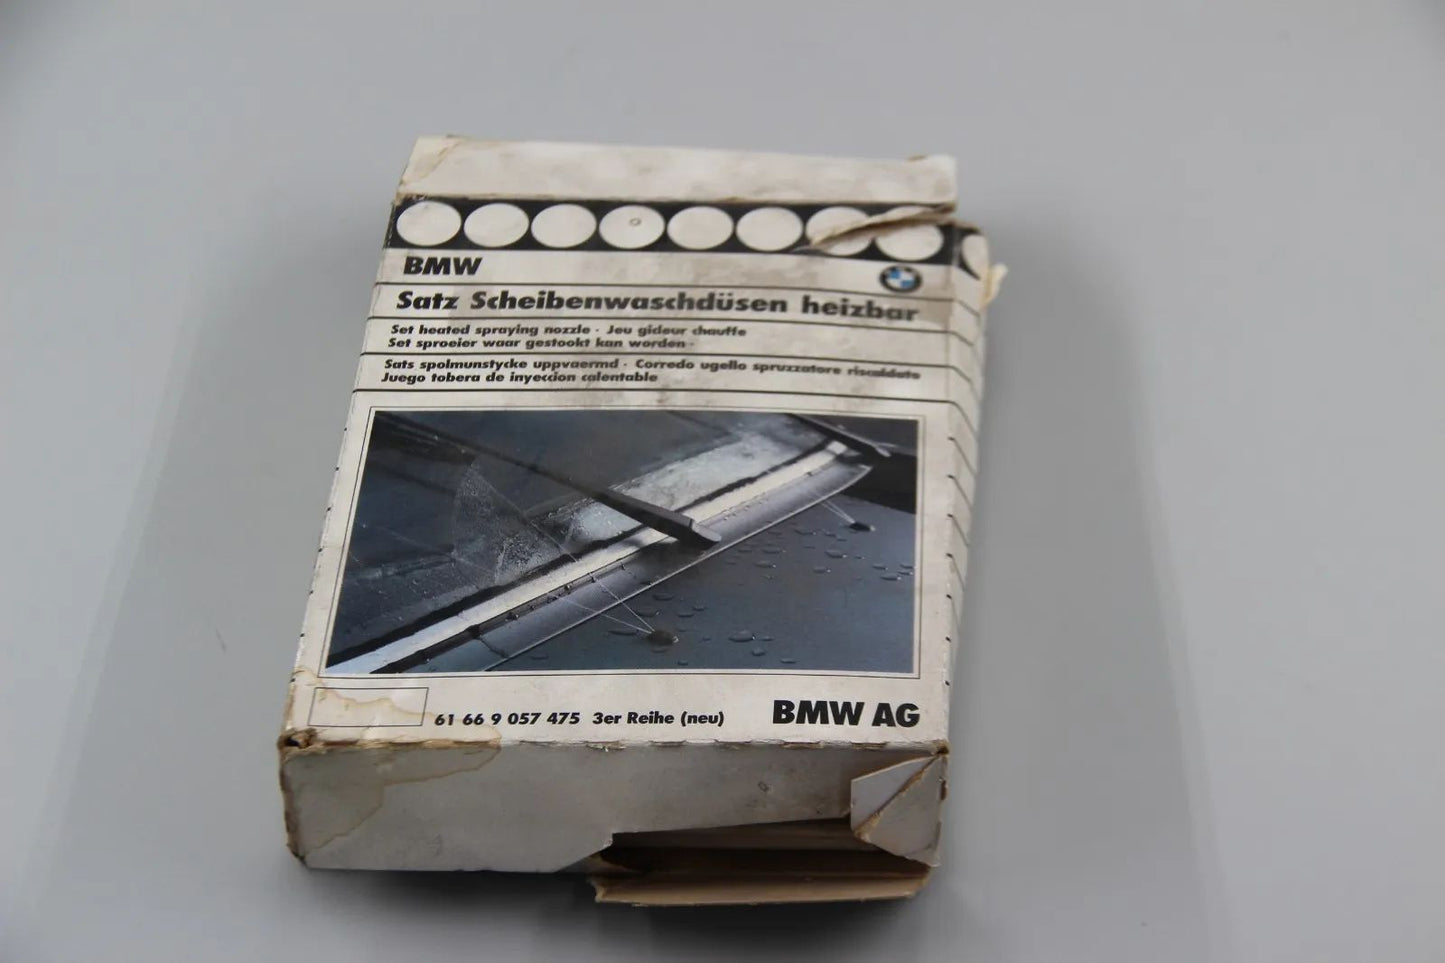 BMW
Satz Scheibenwaschdüsen heizbar
Set heated spraying nozzle · Jeu gideur chauffe
Set sproeier waar gestookt kan worden ·
Sats spolmunstycke uppvaermd · Corredo ugello spruzzatore riscaldato
Juego tobera de inyeccion calentable
61 66 9 057 475 3er Reihe (neu)
BMW AG